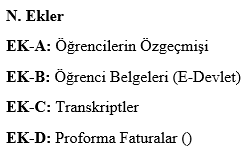 N. Ekler
EK-A: Öğrencilerin Özgeçmişi
EK-B: Öğrenci Belgeleri (E-Devlet)
EK-C: Transkriptler
EK-D: Proforma Faturalar ()